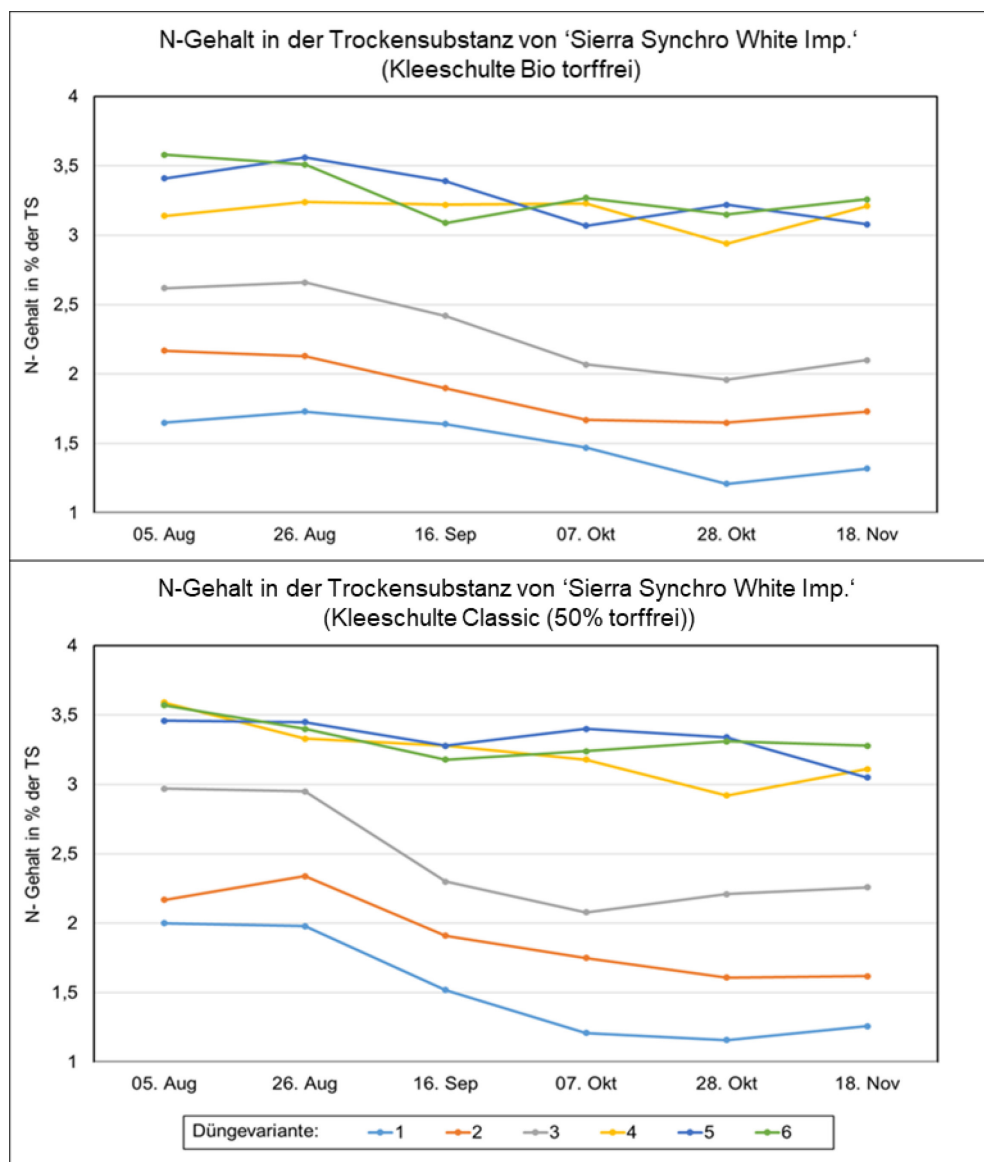 N-Gehalt in der Trockensubstanz von ‘Sierra Synchro White Imp.‘
(Kleeschulte Bio torffrei)
N- Gehalt in % der TS
4
3,5
3
2,5
2
1,5
1
05. Aug 26. Aug 16. Sep 07. Okt 28. Okt 18. Nov
N-Gehalt in der Trockensubstanz von ‘Sierra Synchro White Imp.‘
(Kleeschulte Classic (50% torffrei))
N- Gehalt in % der TS
4
3,5
3
2,5
2
1,5
1
05. Aug 26. Aug 16. Sep 07. Okt 28. Okt 18. Nov
Düngevariante: 1 2 3 4 5 6